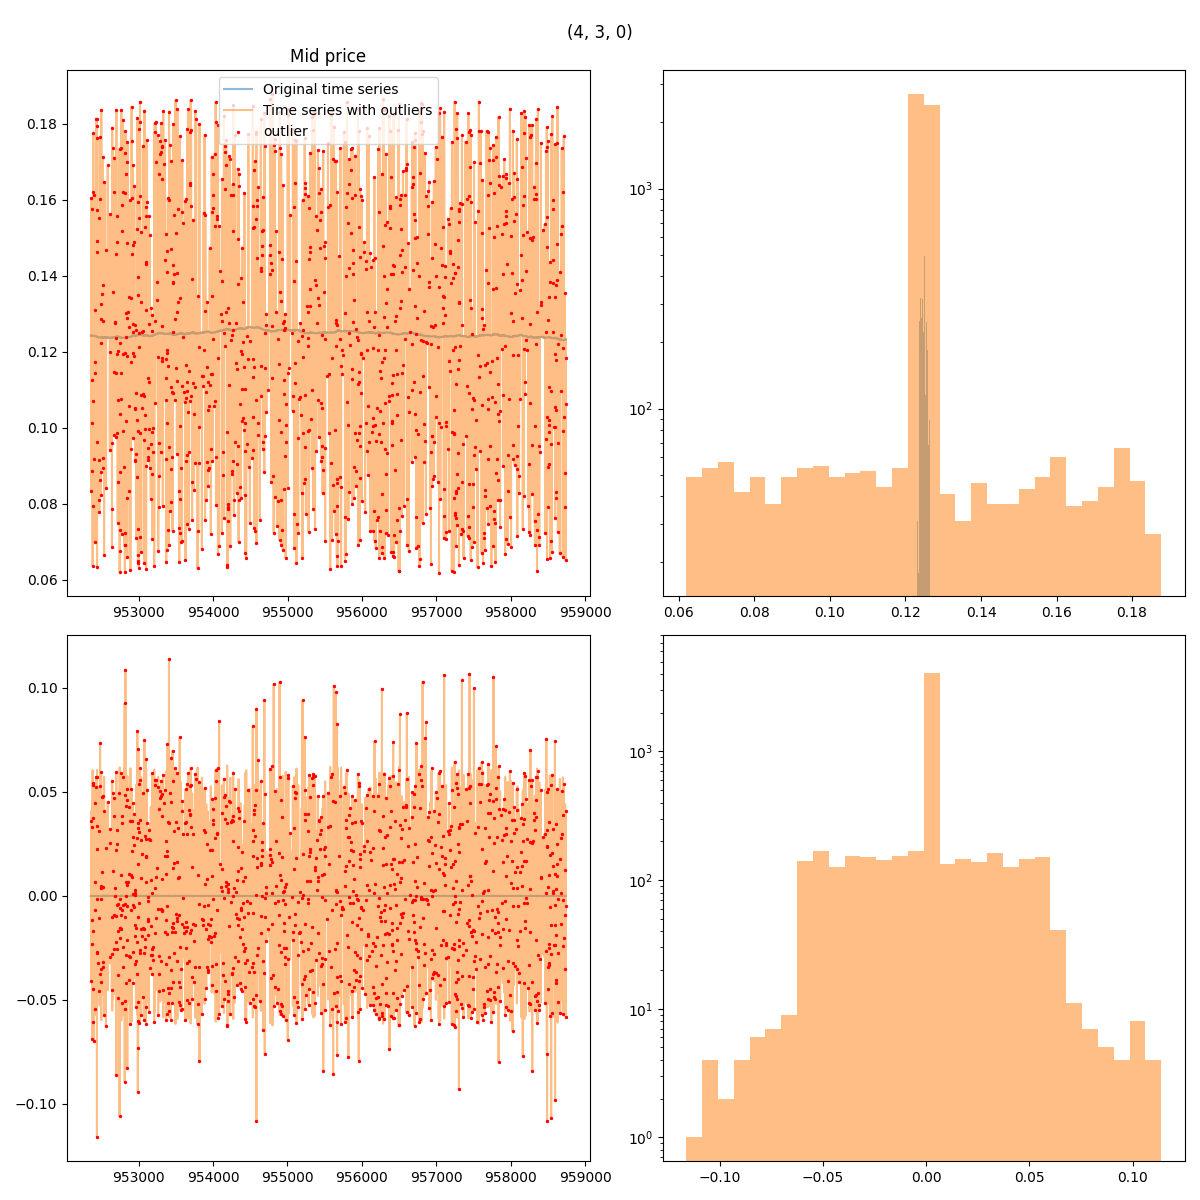 (4, 3, 0)
Mid price
Original time series
Time series with outliers
outlier
0.18
0.16
0.14
0.12
0.10
0.08
0.06
953000 954000 955000 956000 957000 958000 959000
10³
10²
0.06 0.08 0.10 0.12 0.14 0.16 0.18
0.10
0.05
0.00
−0.05
−0.10
953000 954000 955000 956000 957000 958000 959000
10³
10²
10¹
10⁰
−0.10 −0.05 0.00 0.05 0.10